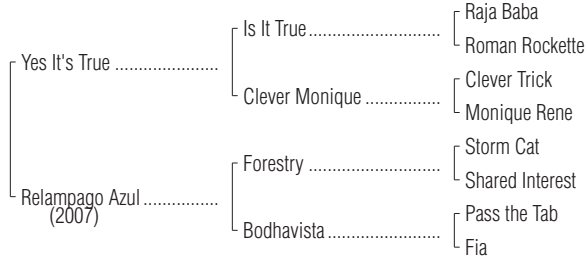 Raja Baba
Is It True
Roman Rockette
Yes It's True
Clever Trick
Clever Monique
Monique Rene
Storm Cat
Forestry
Shared Interest
Relampago Azul
(2007)
Pass the Tab
Bodhavista
Fia